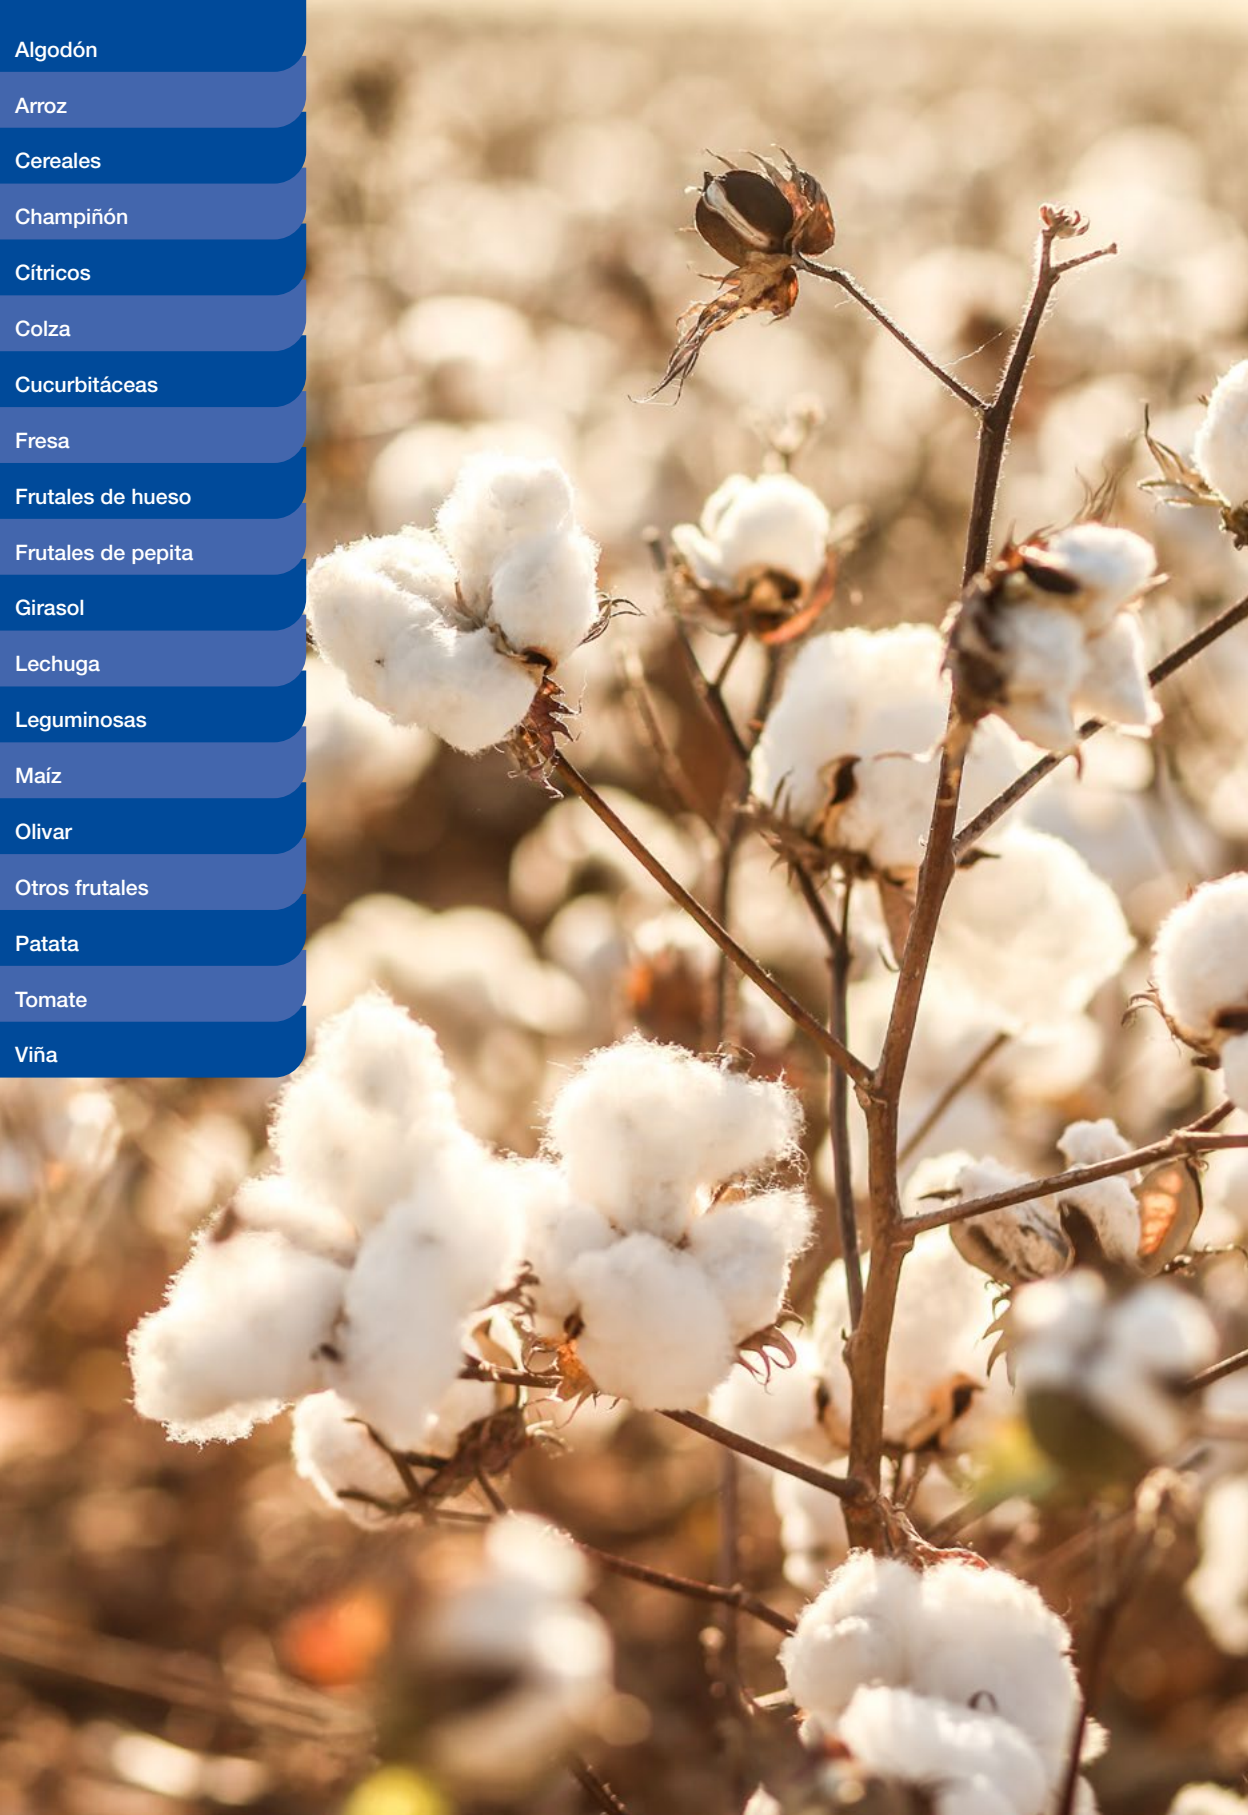 Algodón
Arroz
Cereales
Champiñón
Cítricos
Colza
Cucurbitáceas
Fresa
Frutales de hueso
Frutales de pepita
Girasol
Lechuga
Leguminosas
Maíz
Olivar
Otros frutales
Patata
Tomate
Viña